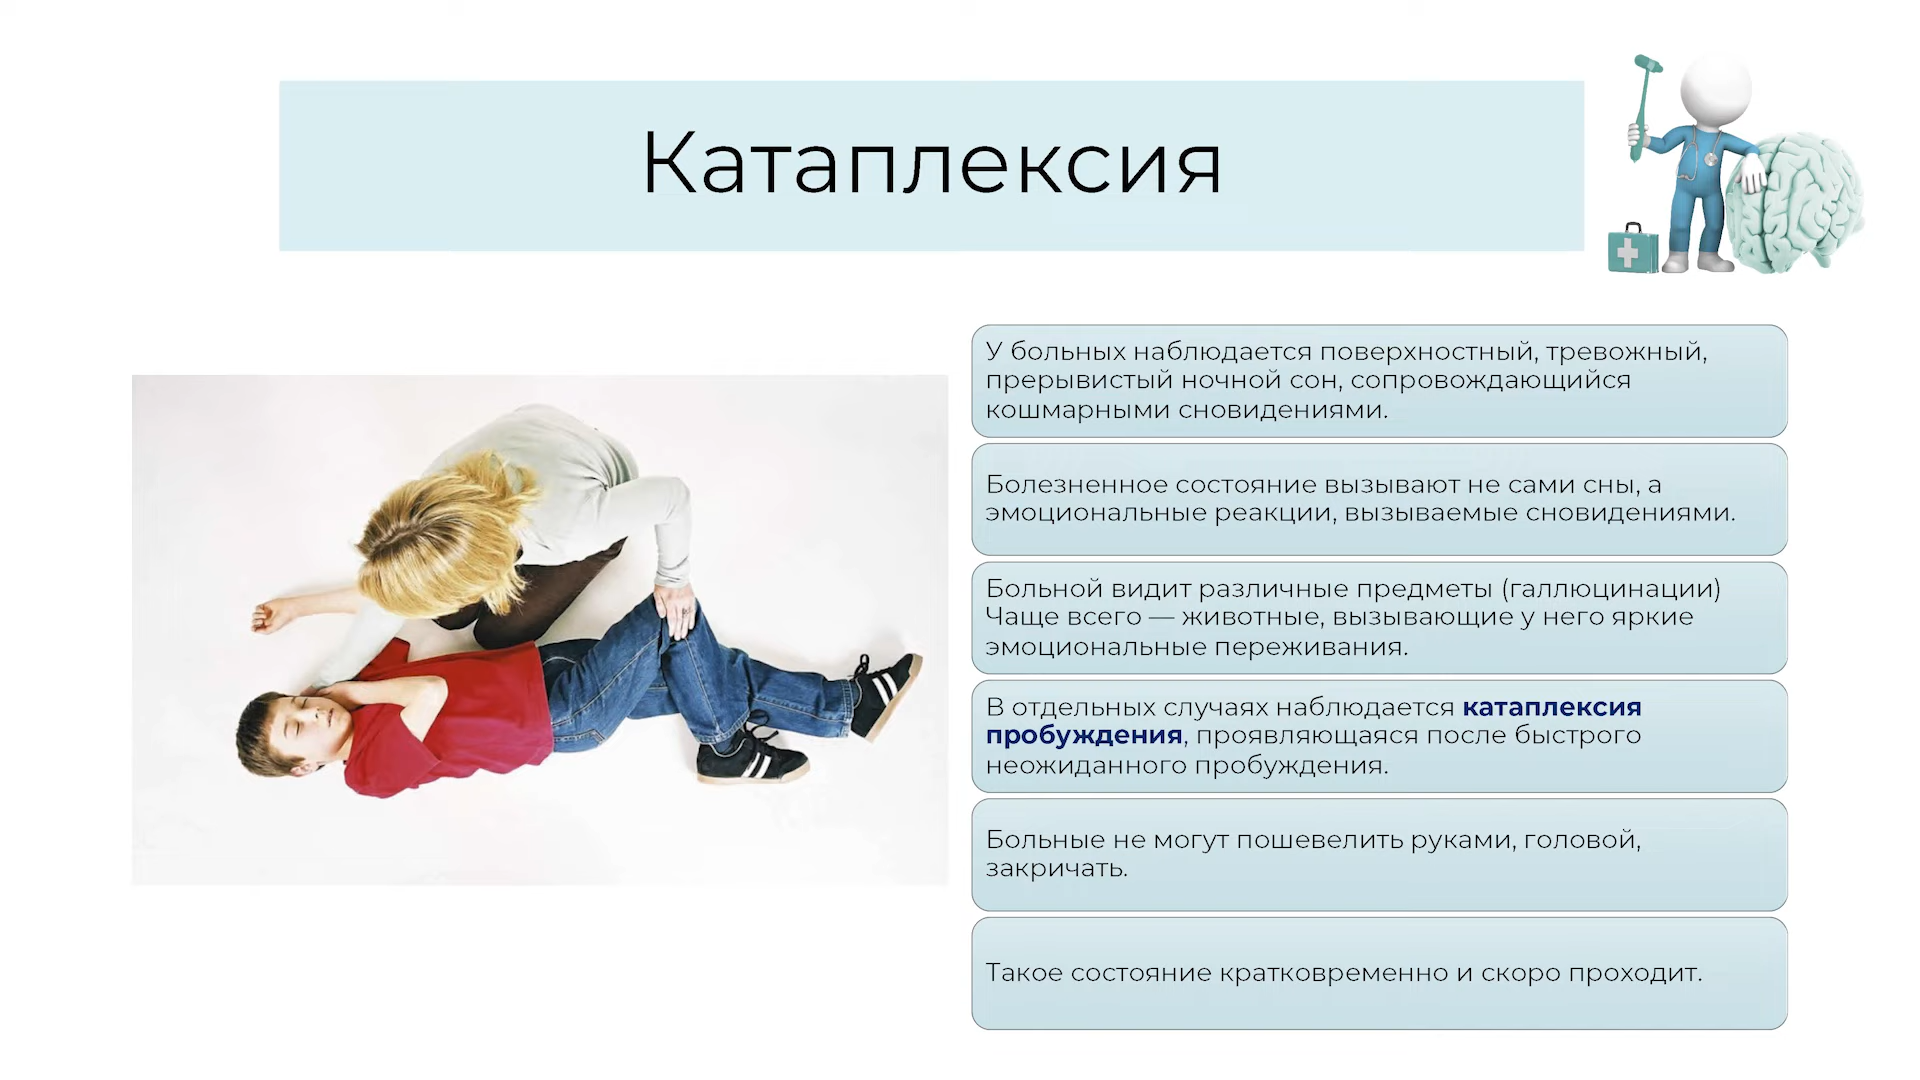 Катаплексия
У больных наблюдается поверхностный, тревожный,
прерывистый ночной сон, сопровождающийся
кошмарными сновидениями.
Болезненное состояние вызывают не сами сны, а
эмоциональные реакции, вызываемые сновидениями.
Больной видит различные предметы (галлюцинации)
Чаще всего — животные, вызывающие у него яркие
эмоциональные переживания.
В отдельных случаях наблюдается катаплексия
пробуждения, проявляющаяся после быстрого
неожиданного пробуждения.
Больные не могут пошевелить руками, головой,
закричать.
Такое состояние кратковременно и скоро проходит.